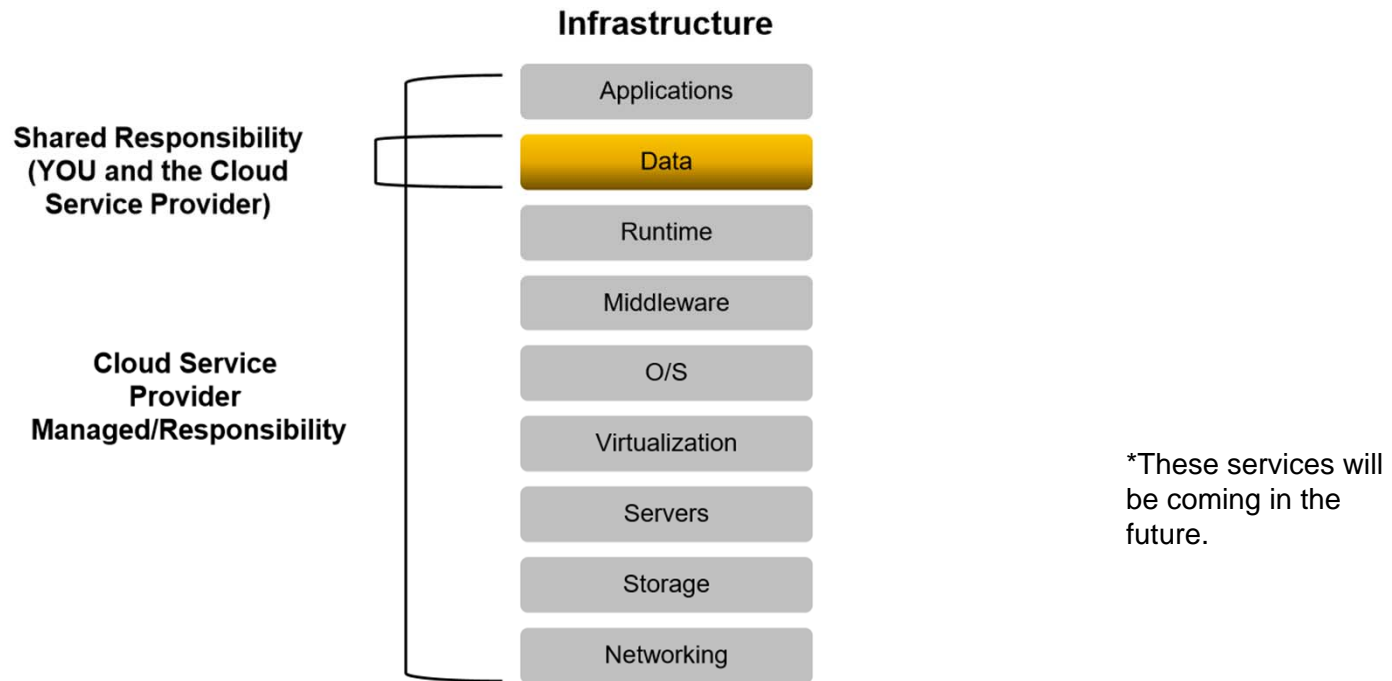 Infrastructure
Applications
Shared Responsibility
(YOU and the Cloud
Service Provider)
Data
Runtime
Middleware
Cloud Service
Provider
Managed/Responsibility
O/S
Virtualization
Servers
Storage
Networking
*These services will
be coming in the
future.